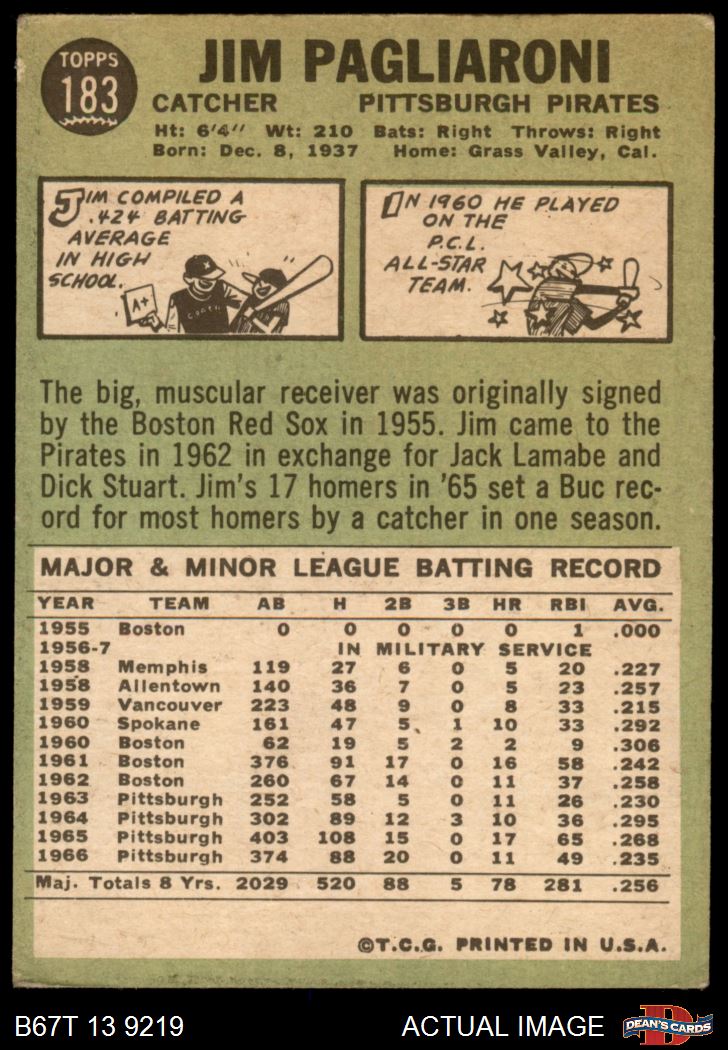 TOPPS
183
JIM PAGLIARONI
CATCHER PITTSBURGH PIRATES
Ht: 6'4" Wt: 210 Bats: Right Throws: Right
Born: Dec. 8, 1937 Home: Grass Valley, Cal.
JIM COMPILED A
.424 BATTING
AVERAGE
IN HIGH
SCHOOL.
A+
COACH
IN 1960 HE PLAYED
ON THE
P.C.L.
ALL-STAR
TEAM.
The big, muscular receiver was originally signed
by the Boston Red Sox in 1955. Jim came to the
Pirates in 1962 in exchange for Jack Lamabe and
Dick Stuart. Jim's 17 homers in '65 set a Buc rec-
ord for most homers by a catcher in one season.
MAJOR & MINOR LEAGUE BATTING RECORD
YEAR TEAM AB H 2B 3B HR RBI AVG.
1955 Boston 0 0 0 0 0 1 .000
1956-7 IN MILITARY SERVICE
1958 Memphis 119 27 6 0 5 20 .227
1958 Allentown 140 36 7 0 5 23 .257
1959 Vancouver 223 48 9 0 8 33 .215
1960 Spokane 161 47 5 1 10 33 .292
1960 Boston 62 19 5 2 2 9 .306
1961 Boston 376 91 17 0 16 58 .242
1962 Boston 260 67 14 0 11 37 .258
1963 Pittsburgh 252 58 5 0 11 26 .230
1964 Pittsburgh 302 89 12 3 10 36 .295
1965 Pittsburgh 403 108 15 0 17 65 .268
1966 Pittsburgh 374 88 20 0 11 49 .235
Maj. Totals 8 Yrs. 2029 520 88 5 78 281 .256
©T.C.G. PRINTED IN U.S.A.
B67T 13 9219 ACTUAL IMAGE
D
DEAN'S CARDS